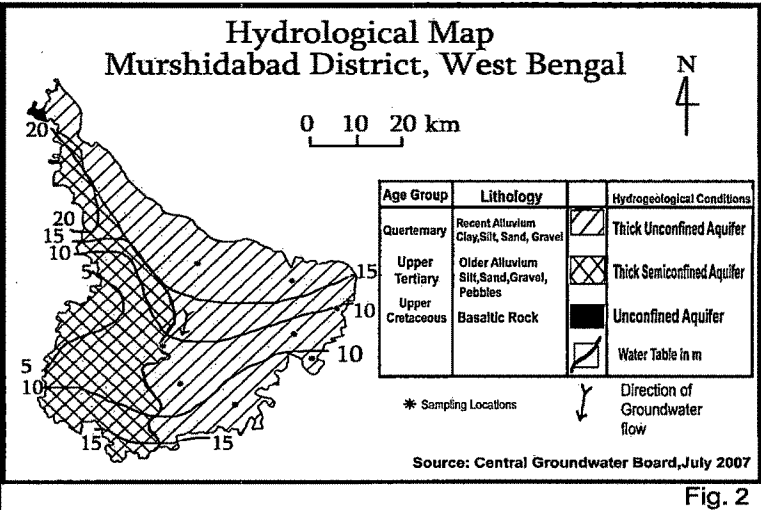 Hydrological Map
Murshidabad District, West Bengal
N
0 10 20 km
20
20
15
10
5
5
10
15
15
15
10
10
Age Group
Lithology
Hydrogeological Conditions
Querternary
Recent Alluvium
Clay,Silt, Sand, Gravel
Thick Unconfined Aquifer
Upper
Tertiary
Older Alluvium
Silt,Sand,Gravel,
Pebbles
Thick Semiconfined Aquifer
Upper
Cretaceous
Basaltic Rock
Unconfined Aquifer
Water Table in m
Sampling Locations
Direction of
Groundwater
flow
Source: Central Groundwater Board,July 2007
Fig. 2